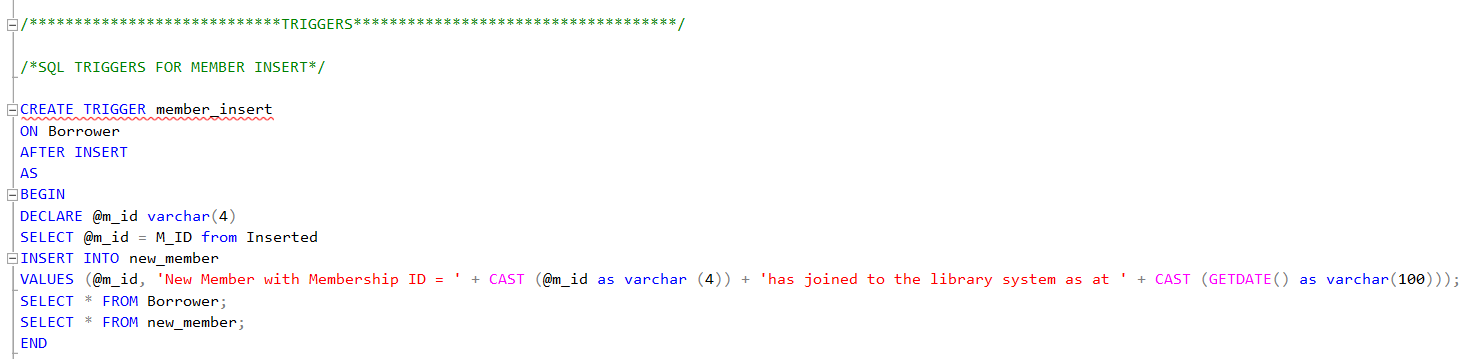 /****************************TRIGGERS************************************/
/*SQL TRIGGERS FOR MEMBER INSERT*/
CREATE TRIGGER member_insert
ON Borrower
AFTER INSERT
AS
BEGIN
DECLARE @m_id varchar(4)
SELECT @m_id = M_ID from Inserted
INSERT INTO new_member
VALUES (@m_id, 'New Member with Membership ID = ' + CAST (@m_id as varchar (4)) + 'has joined to the library system as at ' + CAST (GETDATE() as varchar(100)));
SELECT * FROM Borrower;
SELECT * FROM new_member;
END